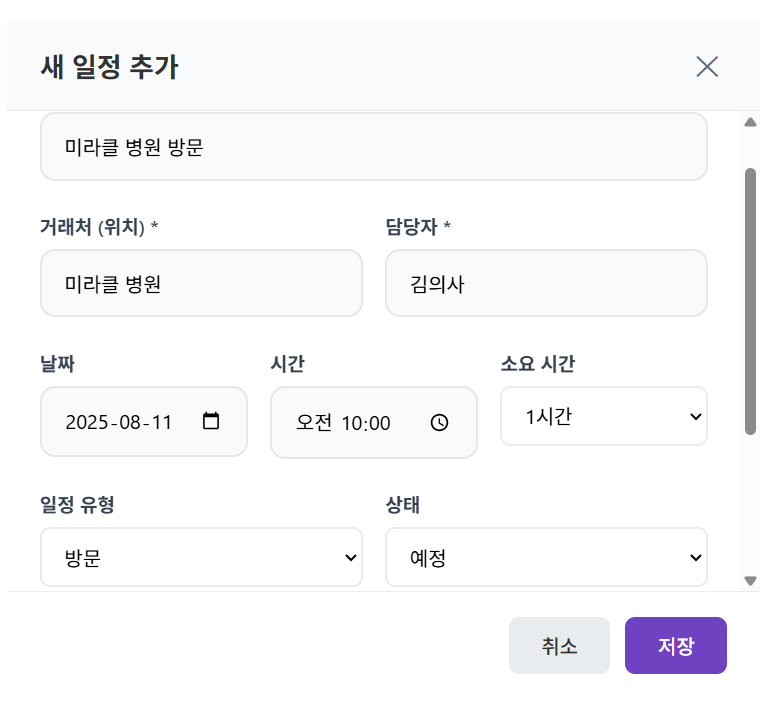 새 일정 추가
미라클 병원 방문
거래처 (위치) * 담당자 *
미라클 병원 김의사
날짜 시간 소요 시간
2025-08-11 오전 10:00 1시간
일정 유형 상태
방문 예정
취소 저장